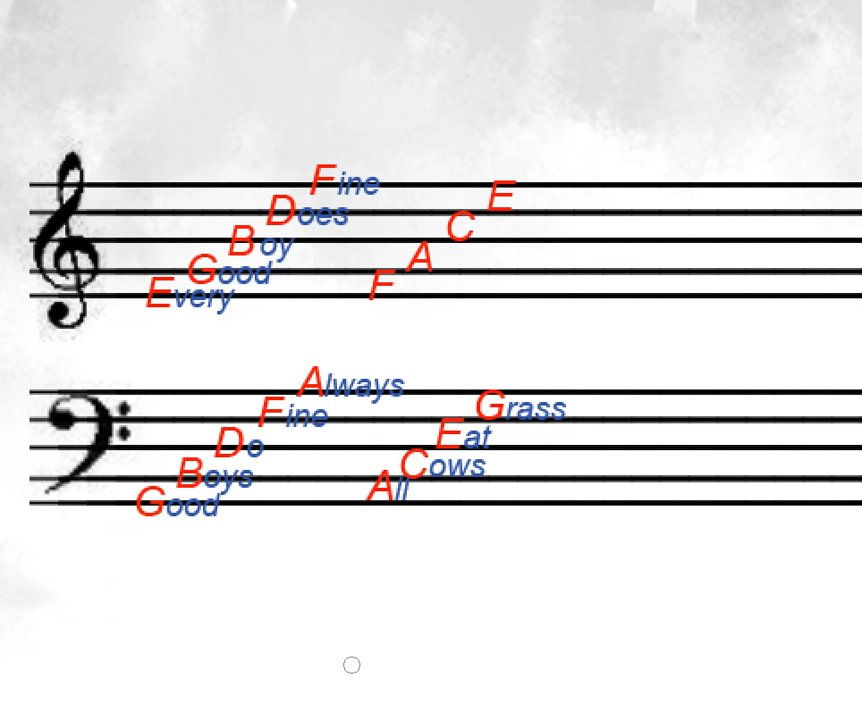 Fine
Does
Boy
Good
Every
E
C
A
F
Always
Fine
Do
Boys
Good
Grass
Eat
Cows
All